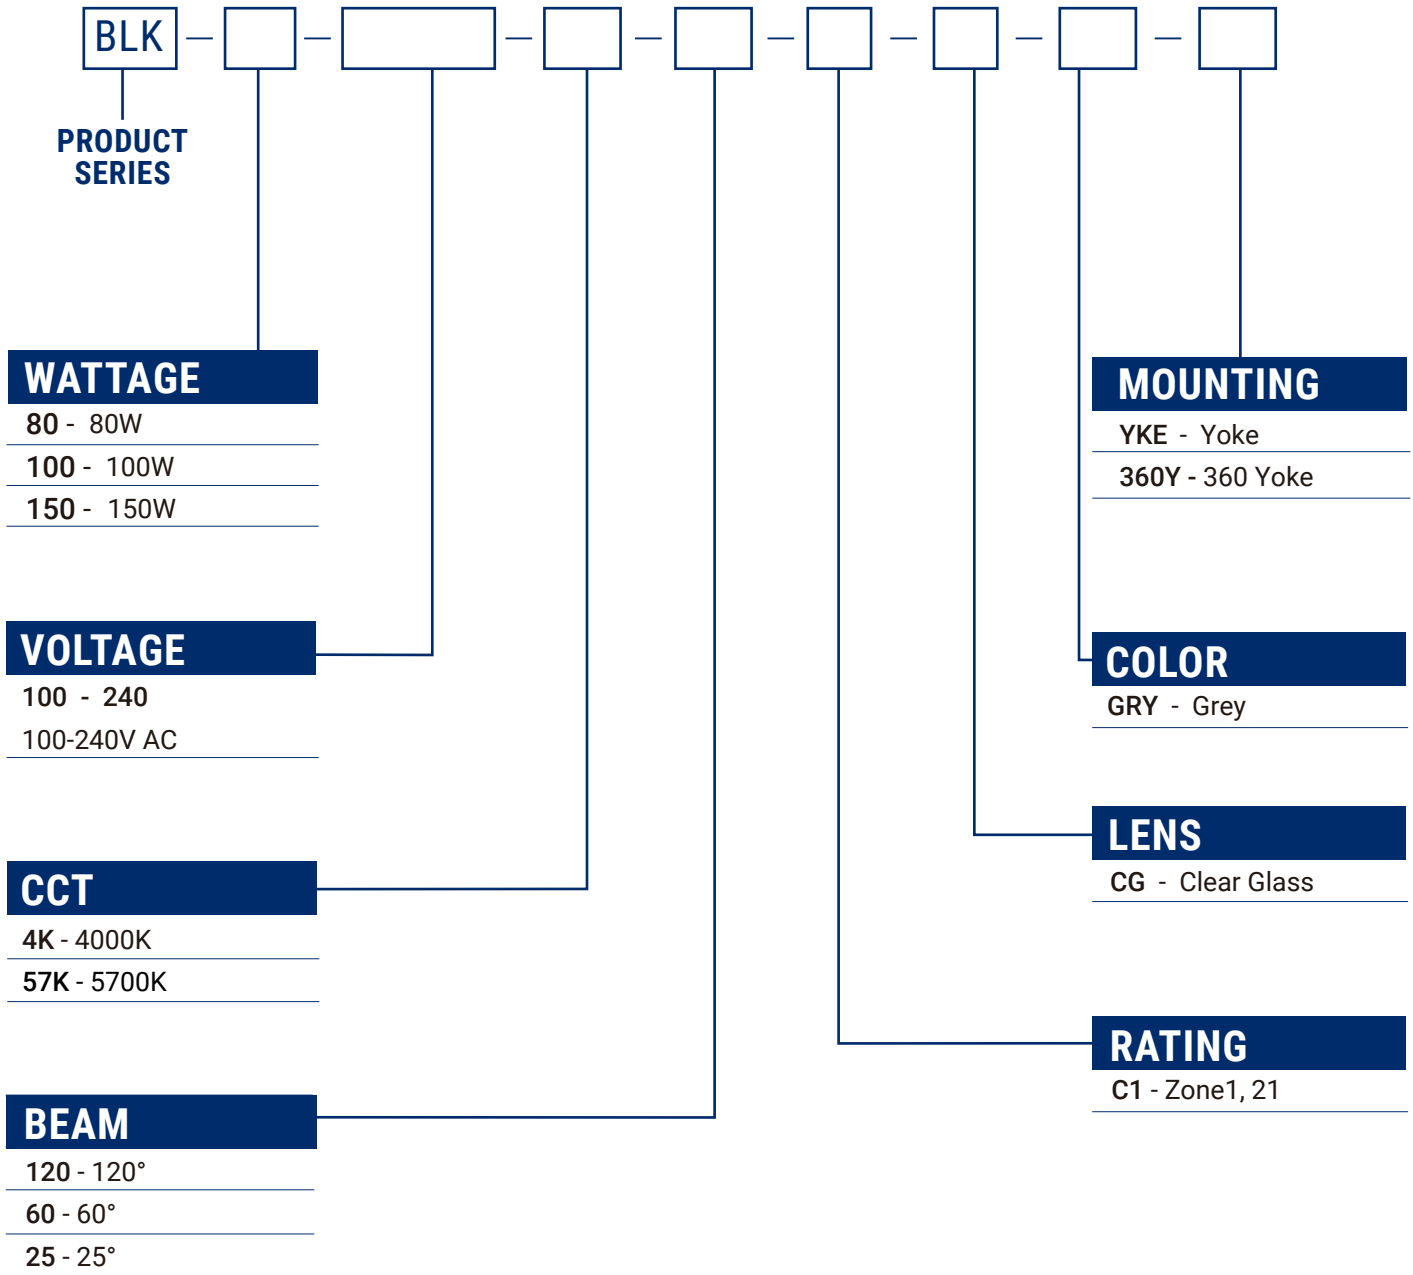 BLK
PRODUCT
SERIES
WATTAGE
80 - 80W
100 - 100W
150 - 150W
VOLTAGE
100 - 240
100-240V AC
CCT
4K - 4000K
57K - 5700K
BEAM
120 - 120°
60 - 60°
25 - 25°
MOUNTING
YKE - Yoke
360Y - 360 Yoke
COLOR
GRY - Grey
LENS
CG - Clear Glass
RATING
C1 - Zone1, 21